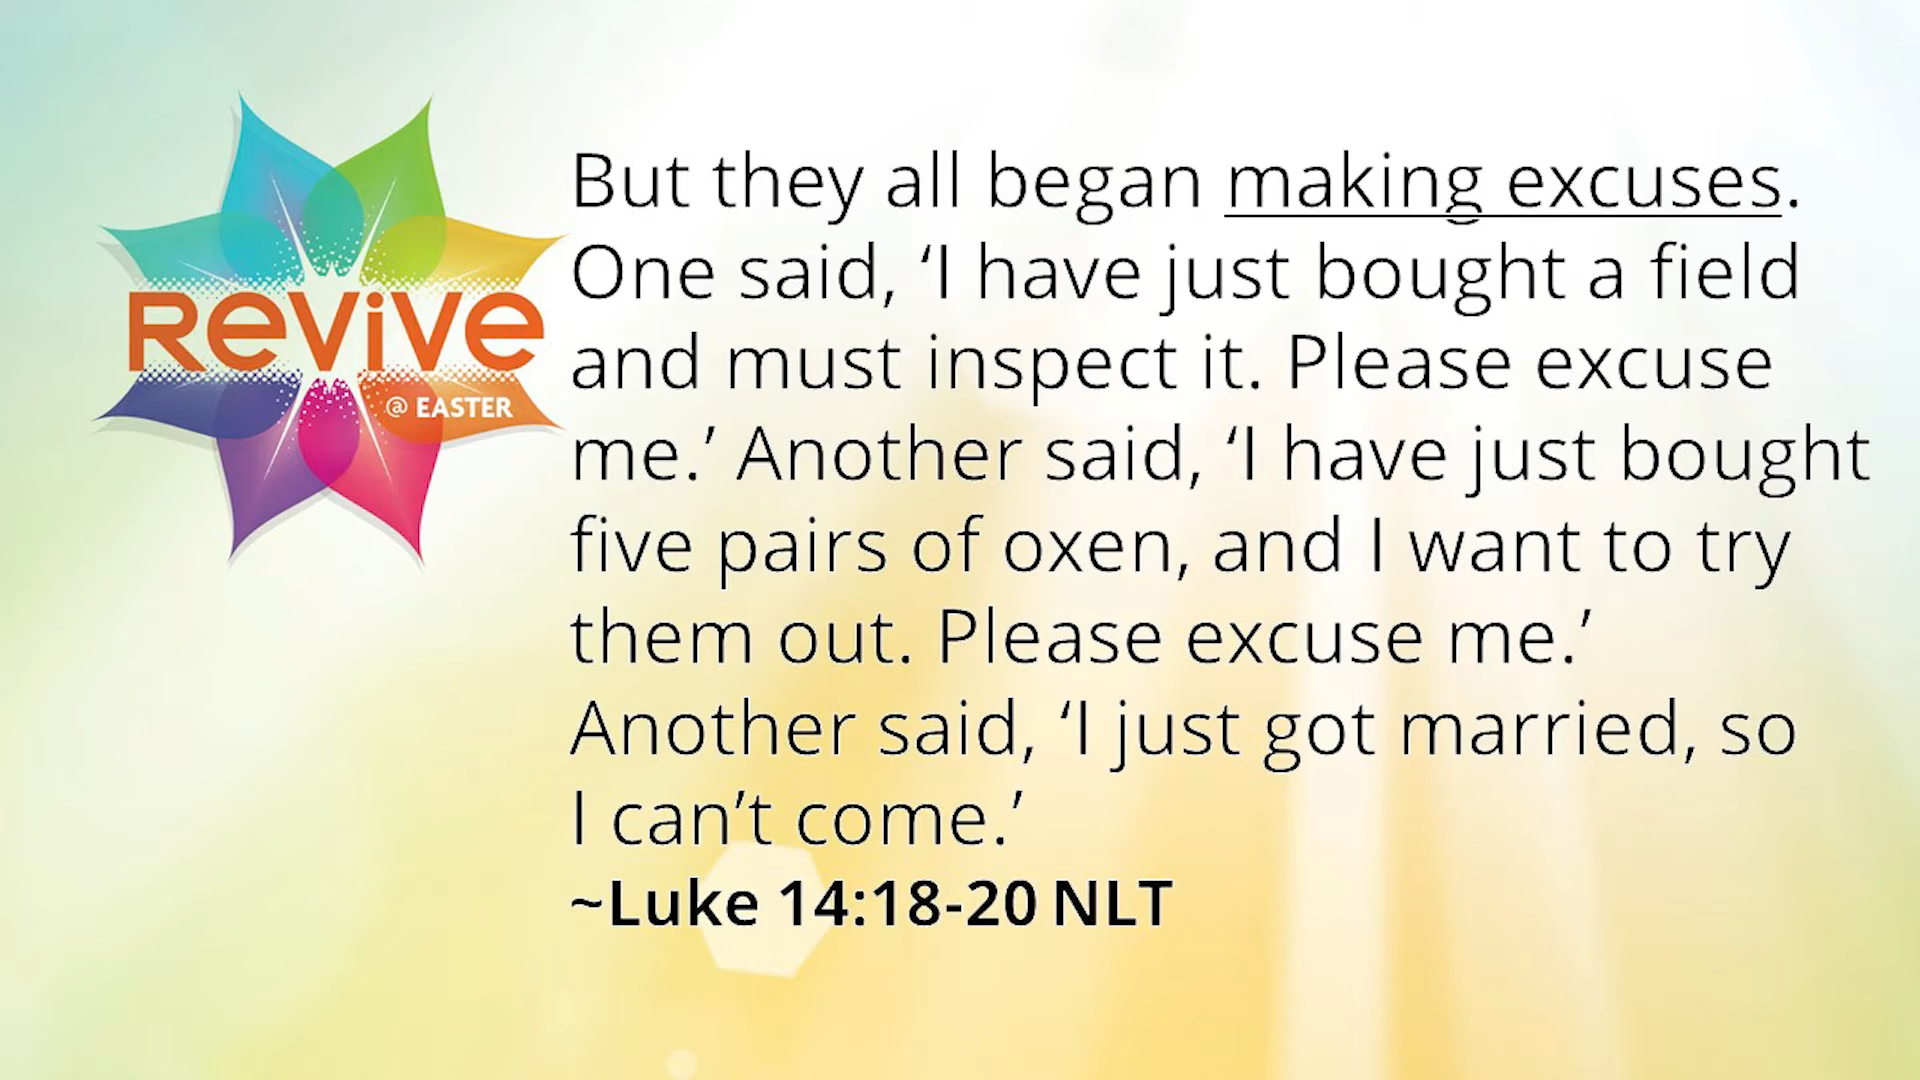 ReViVe
@ EASTER
But they all began making excuses.
One said, ‘I have just bought a field
and must inspect it. Please excuse
me.’ Another said, ‘I have just bought
five pairs of oxen, and I want to try
them out. Please excuse me.’
Another said, ‘I just got married, so
I can’t come.’
~Luke 14:18-20 NLT